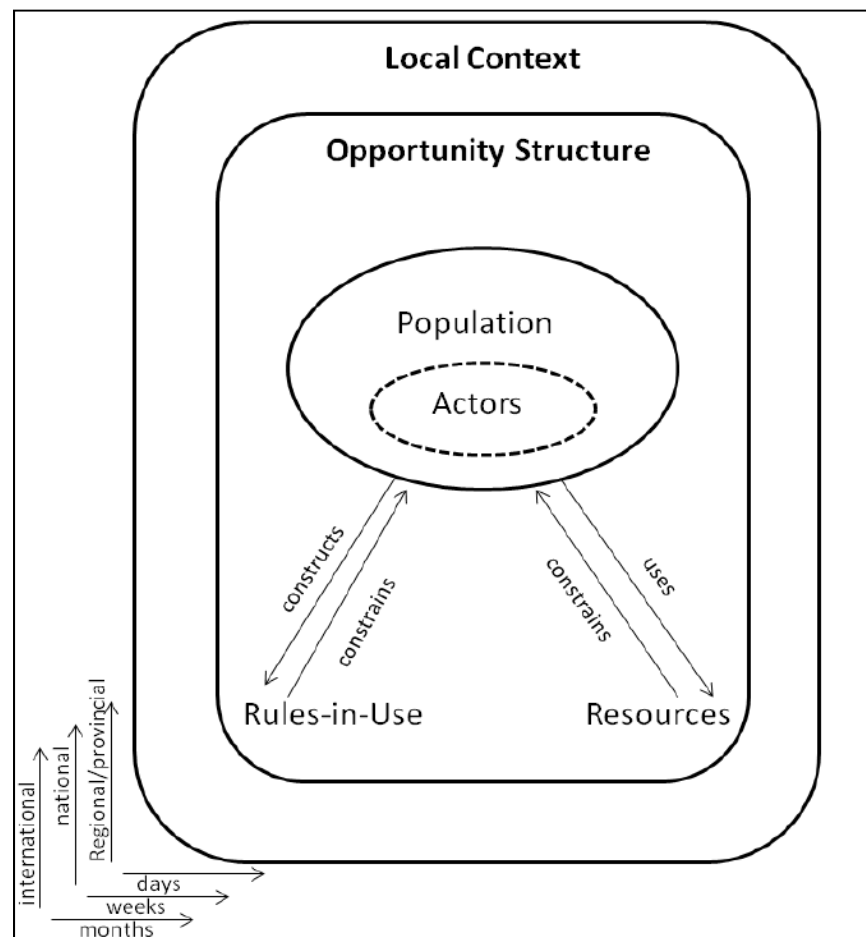 Local Context
Opportunity Structure
Population
Actors
constructs
constrains
constrains
uses
Rules-in-Use
Resources
international
national
Regional/provincial
days
weeks
months